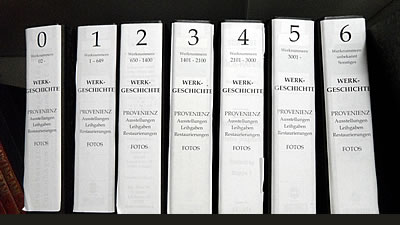 0
Werknummern
10 -
WERK-
GESCHICHTE
PROVENIENZ
Ausstellungen
Leihgaben
Restaurierungen
FOTOS
1
Werknummern
1 - 649
WERK-
GESCHICHTE
PROVENIENZ
Ausstellungen
Leihgaben
Restaurierungen
FOTOS
2
Werknummern
650 - 1400
WERK-
GESCHICHTE
PROVENIENZ
Ausstellungen
Leihgaben
Restaurierungen
FOTOS
3
Werknummern
1401 - 2100
WERK-
GESCHICHTE
PROVENIENZ
Ausstellungen
Leihgaben
Restaurierungen
FOTOS
4
Werknummern
2101 - 3000
WERK-
GESCHICHTE
PROVENIENZ
Ausstellungen
Leihgaben
Restaurierungen
FOTOS
5
Werknummern
3001 -
WERK-
GESCHICHTE
PROVENIENZ
Ausstellungen
Leihgaben
Restaurierungen
FOTOS
6
Werknummern
unbekannt
Sonstiges
WERK-
GESCHICHTE
PROVENIENZ
Ausstellungen
Leihgaben
Restaurierungen
FOTOS